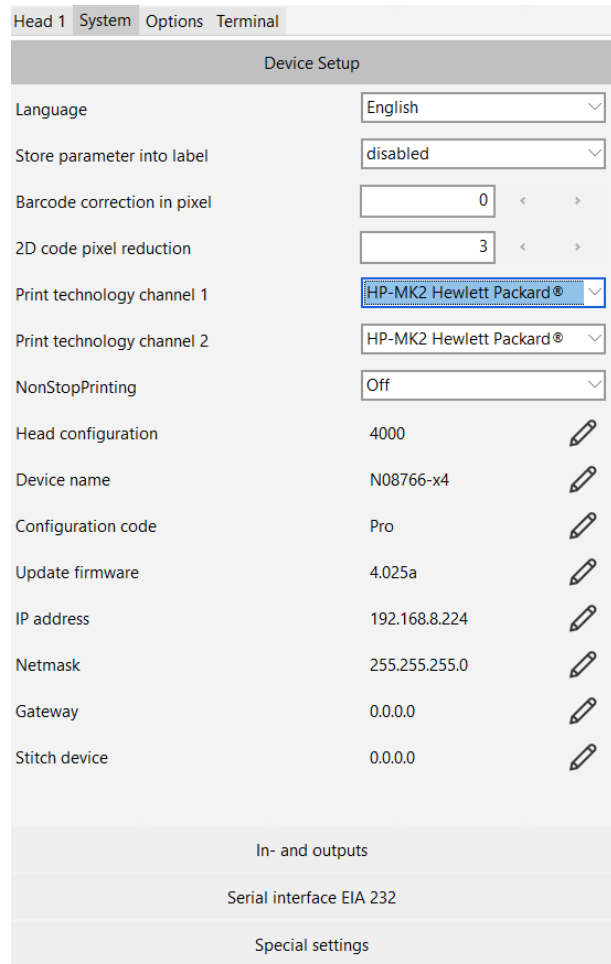 Head 1 System Options Terminal
Device Setup
Language English
Store parameter into label disabled
Barcode correction in pixel 0
2D code pixel reduction 3
Print technology channel 1 HP-MK2 Hewlett Packard®
Print technology channel 2 HP-MK2 Hewlett Packard®
NonStopPrinting Off
Head configuration 4000
Device name N08766-x4
Configuration code Pro
Update firmware 4.025a
IP address 192.168.8.224
Netmask 255.255.255.0
Gateway 0.0.0.0
Stitch device 0.0.0.0
In- and outputs
Serial interface EIA 232
Special settings